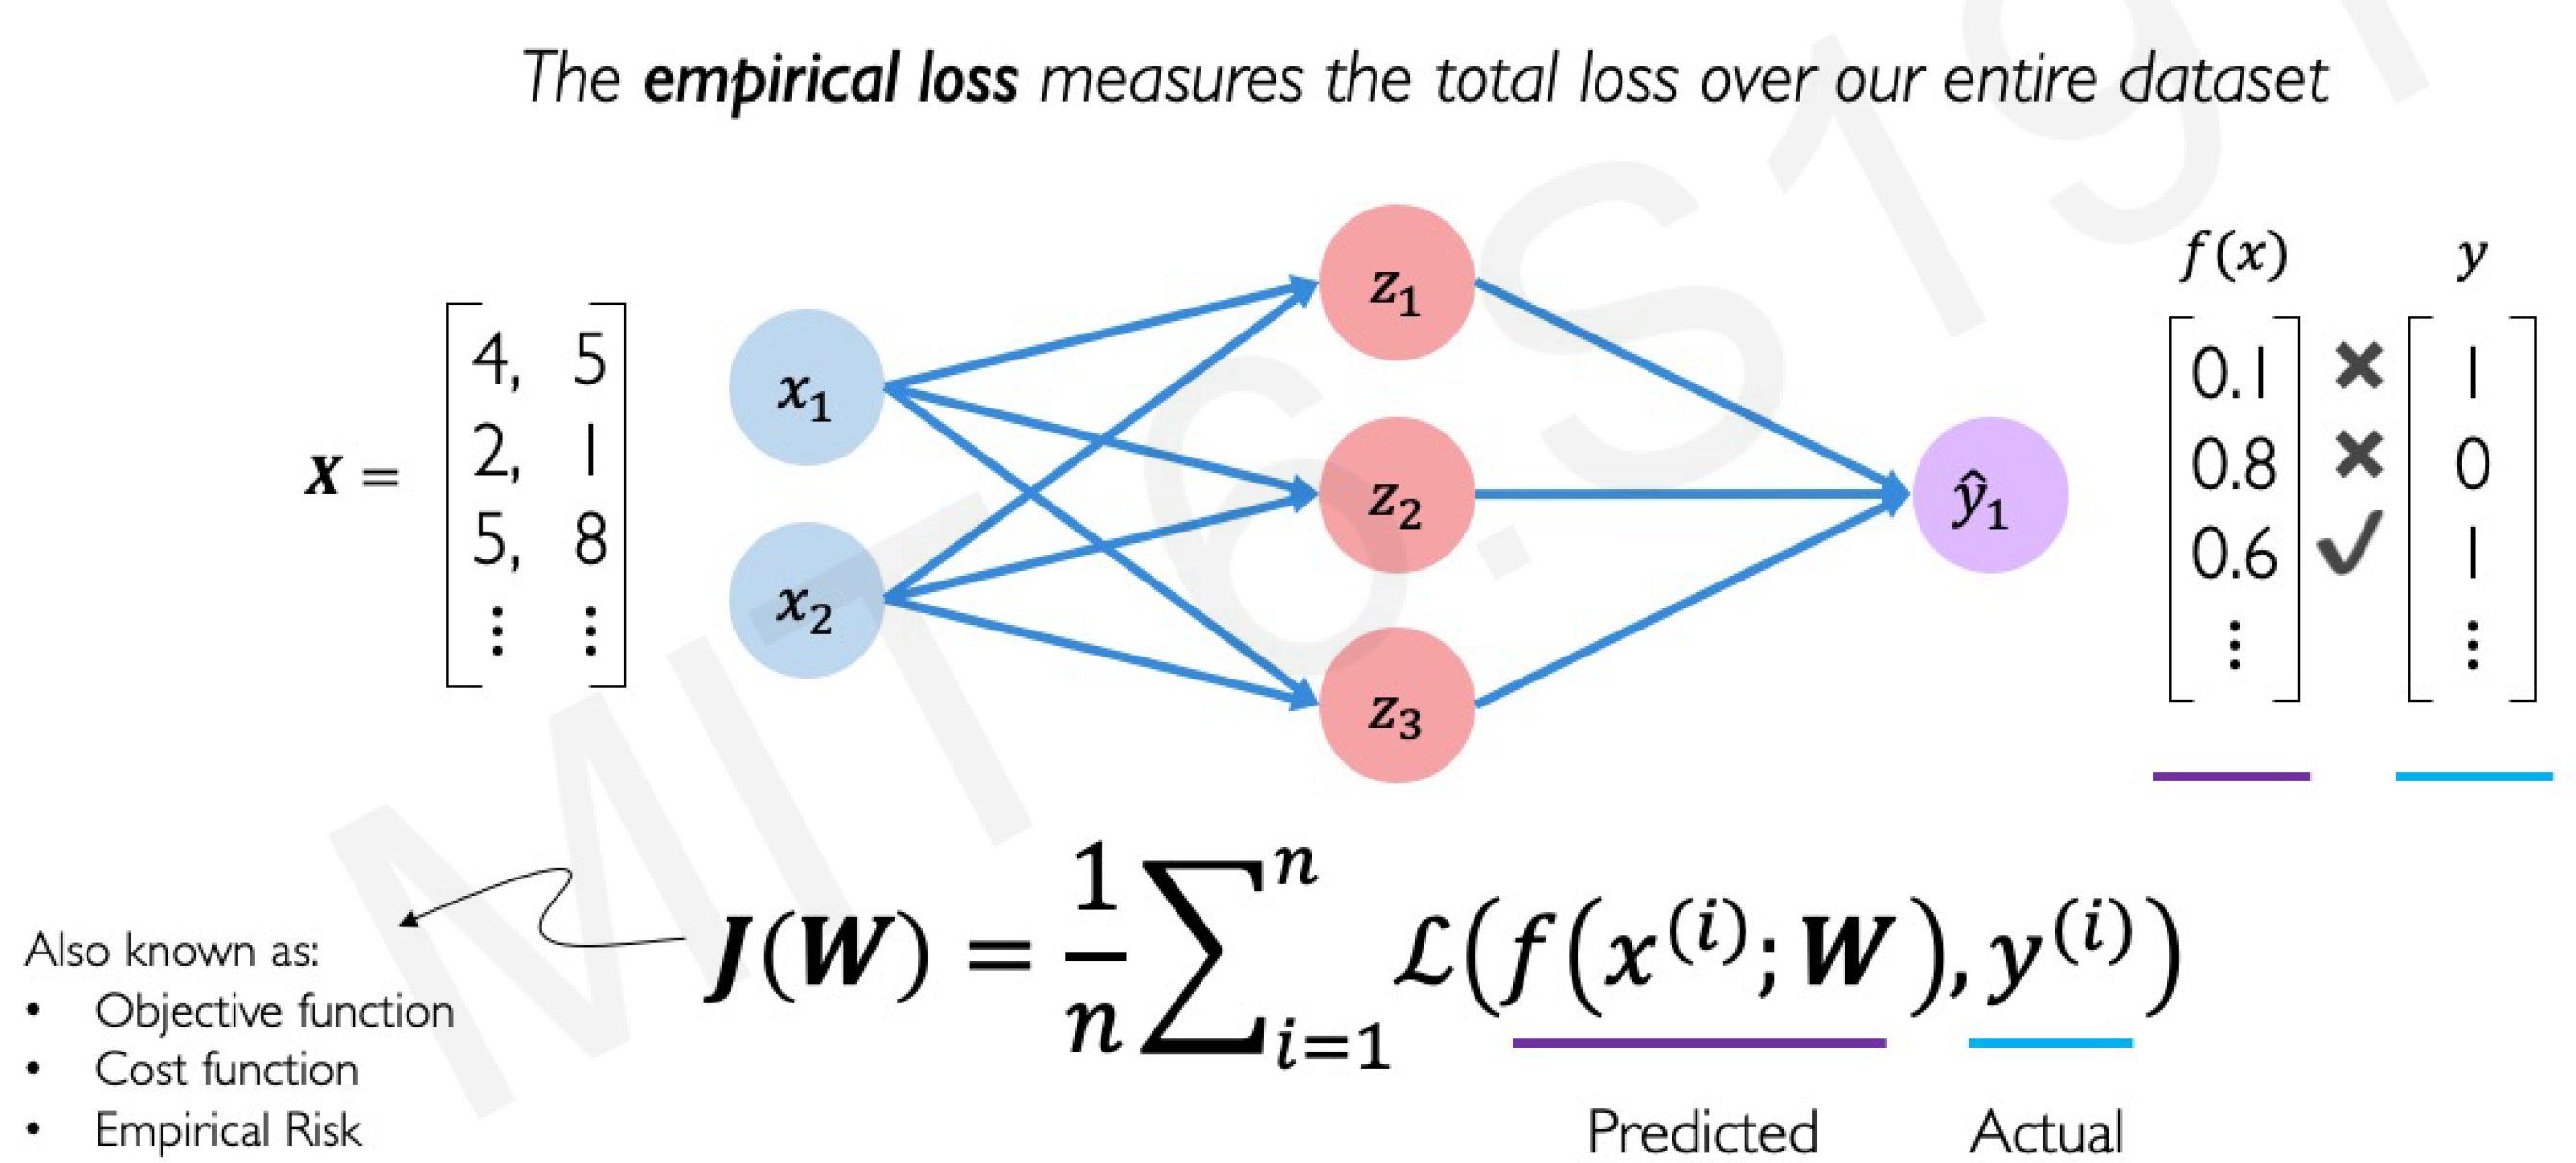 The empirical loss measures the total loss over our entire dataset
X = [4, 5
2, 1
5, 8
⋮ ⋮]
x₁
x₂
z₁
z₂
z₃
ŷ₁
f(x) y
0.1 ✖ 1
0.8 ✖ 0
0.6 ✔ 1
⋮ ⋮
J(W) = 1/n ∑ⁿᵢ₌₁ ℒ(f(x⁽ⁱ⁾; W), y⁽ⁱ⁾)
Predicted Actual
Also known as:
• Objective function
• Cost function
• Empirical Risk
MIT 6.S191